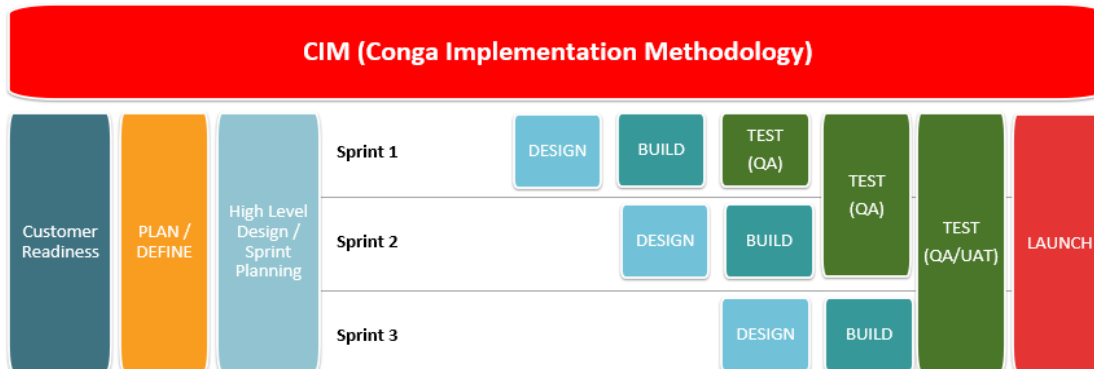 CIM (Conga Implementation Methodology)
Customer
Readiness
PLAN /
DEFINE
High Level
Design /
Sprint
Planning
Sprint 1
DESIGN
BUILD
TEST
(QA)
TEST
(QA)
Sprint 2
DESIGN
BUILD
TEST
(QA/UAT)
LAUNCH
Sprint 3
DESIGN
BUILD